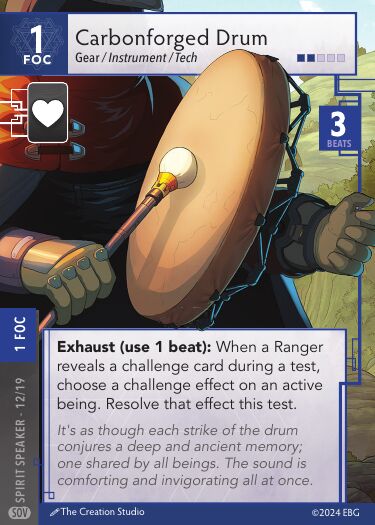 1
FOC
Carbonforged Drum
Gear / Instrument / Tech
3
BEATS
1 FOC
Exhaust (use 1 beat): When a Ranger
reveals a challenge card during a test,
choose a challenge effect on an active
being. Resolve that effect this test.
It's as though each strike of the drum
conjures a deep and ancient memory;
one shared by all beings. The sound is
comforting and invigorating all at once.
SOV SPIRIT SPEAKER - 12/19
The Creation Studio
©2024 EBG